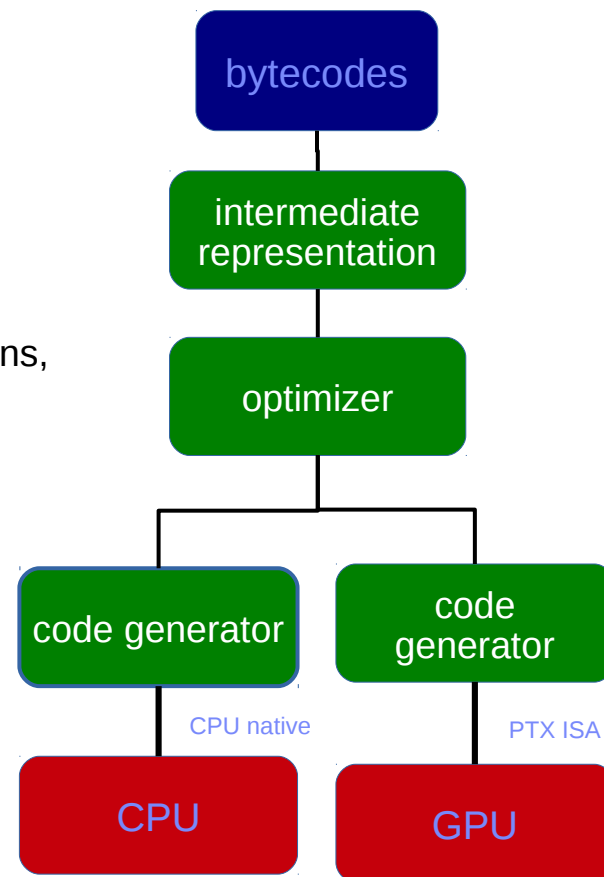 bytecodes
intermediate
representation
ns,
optimizer
code generator
code
generator
CPU native
PTX ISA
CPU
GPU